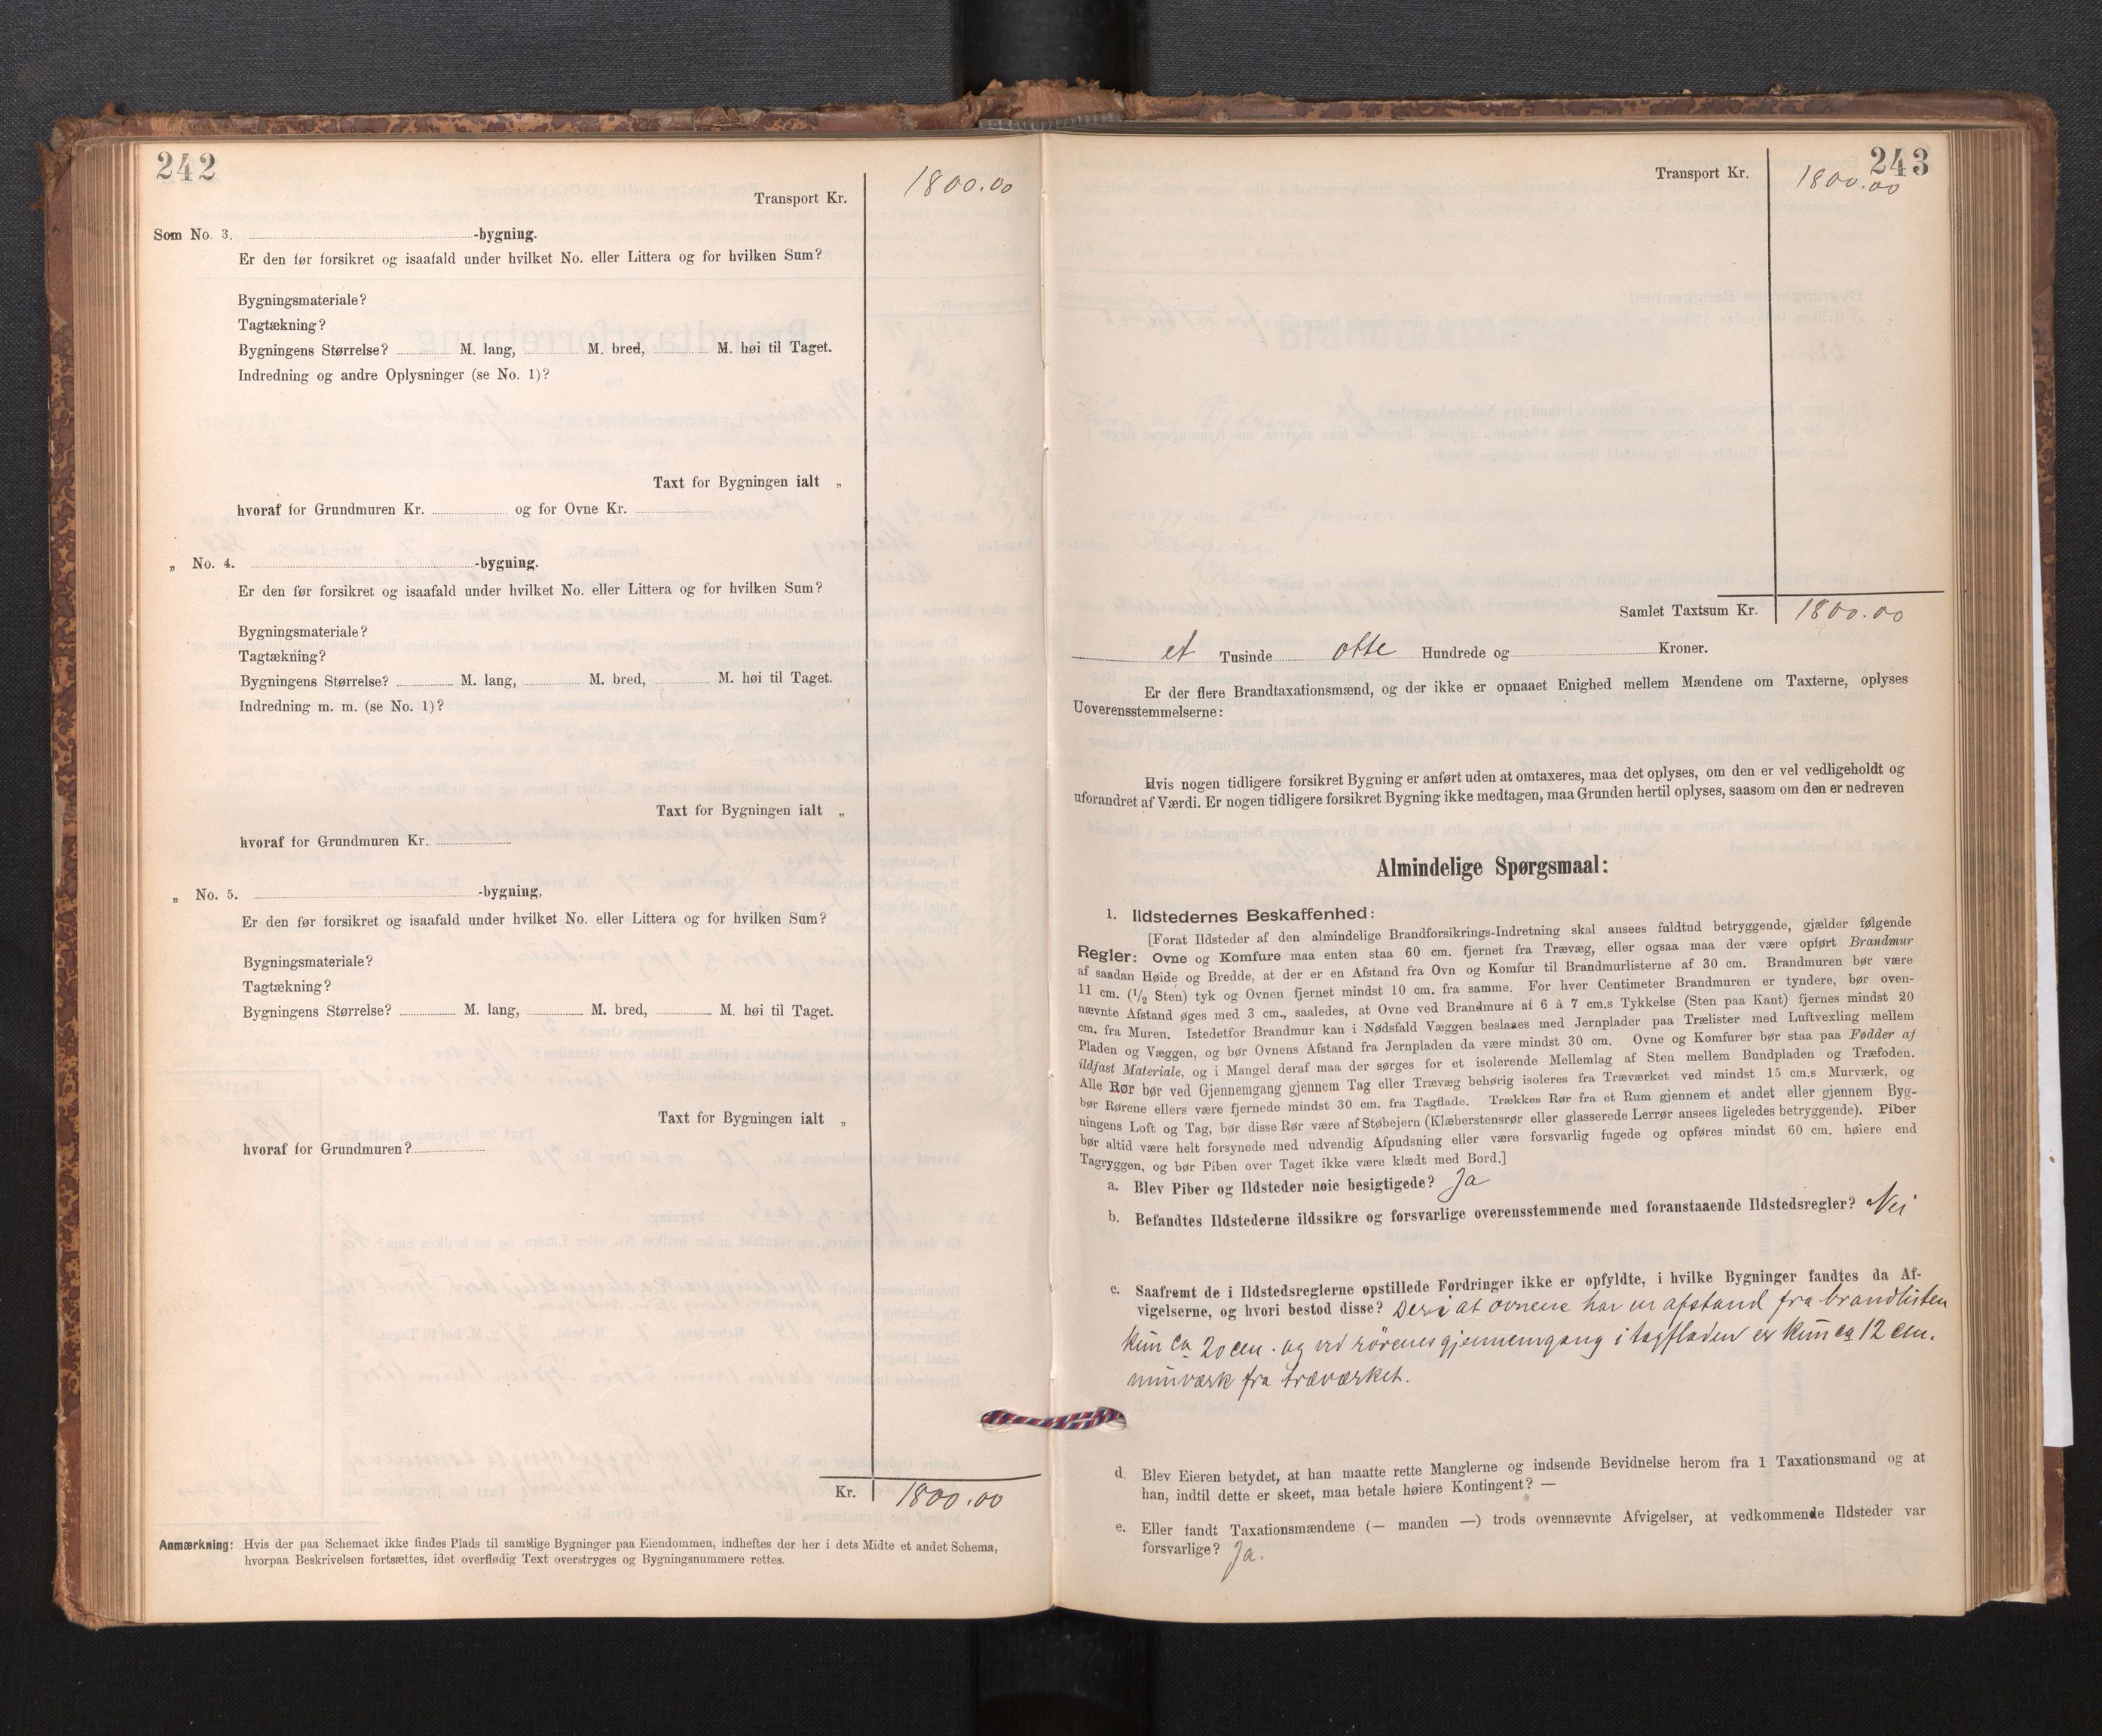 242
Transport Kr. 1800.00
Som No. 3. -bygning.
Er den før forsikret og isaafald under hvilket No. eller Littera og for hvilken Sum?
Bygningsmateriale?
Tagtækning?
Bygningens Størrelse? M. lang, M. bred, M. høi til Taget.
Indredning og andre Oplysninger (se No. 1)?
Taxt for Bygningen ialt „
hvoraf for Grundmuren Kr. og for Ovne Kr.
„ No. 4. -bygning.
Er den før forsikret og isaafald under hvilket No. eller Littera og for hvilken Sum?
Bygningsmateriale?
Tagtækning?
Bygningens Størrelse? M. lang, M. bred, M. høi til Taget.
Indredning m. m. (se No. 1)?
Taxt for Bygningen ialt „
hvoraf for Grundmuren Kr.
„ No. 5. -bygning,
Er den før forsikret og isaafald under hvilket No. eller Littera og for hvilken Sum?
Bygningsmateriale?
Tagtækning?
Bygningens Størrelse? M. lang, M. bred, M. høi til Taget.
Taxt for Bygningen ialt „
hvoraf for Grundmuren?
Kr. 1800.00
Anmærkning: Hvis der paa Schemaet ikke findes Plads til samtlige Bygninger paa Eiendommen, indheftes der her i dets Midte et andet Schema,
hvorpaa Beskrivelsen fortsættes, idet overflødig Text overstryges og Bygningsnummere rettes.
243
Transport Kr. 1800.00
Samlet Taxtsum Kr. 1800.00
et Tusinde otte Hundrede og Kroner.
Er der flere Brandtaxationsmænd, og der ikke er opnaaet Enighed mellem Mændene om Taxterne, oplyses
Uoverensstemmelserne:
Hvis nogen tidligere forsikret Bygning er anført uden at omtaxeres, maa det oplyses, om den er vel vedligeholdt og
uforandret af Værdi. Er nogen tidligere forsikret Bygning ikke medtagen, maa Grunden hertil oplyses, saasom om den er nedreven
Almindelige Spørgsmaal:
1. Ildstedernes Beskaffenhed:
[Forat Ildsteder af den almindelige Brandforsikrings-Indretning skal ansees fuldtud betryggende, gjælder følgende
Regler: Ovne og Komfure maa enten staa 60 cm. fjernet fra Trævæg, eller ogsaa maa der være opført Brandmur
af saadan Høide og Bredde, at der er en Afstand fra Ovn og Komfur til Brandmurlisterne af 30 cm. Brandmuren bør være
11 cm. (1/2 Sten) tyk og Ovnen fjernet mindst 10 cm. fra samme. For hver Centimeter Brandmuren er tyndere, bør oven-
nævnte Afstand øges med 3 cm., saaledes, at Ovne ved Brandmure af 6 à 7 cm.s Tykkelse (Sten paa Kant) fjernes mindst 20
cm. fra Muren. Istedetfor Brandmur kan i Nødsfald Væggen beslaaes med Jernplader paa Trælister med Luftvexling mellem
Pladen og Væggen, og bør Ovnens Afstand fra Jernpladen da være mindst 30 cm. Ovne og Komfurer bør staa paa Fødder af
ildfast Materiale, og i Mangel deraf maa der sørges for et isolerende Mellemlag af Sten mellem Bundpladen og Træfoden.
Alle Rør bør ved Gjennemgang gjennem Tag eller Trævæg behørig isoleres fra Træværket ved mindst 15 cm.s Murværk, og
bør Rørene ellers være fjernede mindst 30 cm. fra Tagflade. Trækkes Rør fra et Rum gjennem et andet eller gjennem Byg-
ningens Loft og Tag, bør disse Rør være af Støbejern (Klæberstensrør eller glasserede Lerrør ansees ligeledes betryggende). Piber
bør altid være helt forsynede med udvendig Afpudsning eller være forsvarlig fugede og opføres mindst 60 cm. høiere end
Tagryggen, og bør Piben over Taget ikke være klædt med Bord.]
a. Blev Piber og Ildsteder nøie besigtigede? Ja
b. Befandtes Ildstederne ildssikre og forsvarlige overensstemmende med foranstaaende Ildstedsregler? Nei
c. Saafremt de i Ildstedsreglerne opstillede Fordringer ikke er opfyldte, i hvilke Bygninger fandtes da Af-
vigelserne, og hvori bestod disse? Deri at ovnene har en afstand fra brandlisten
kun ca 20 cm. og ved rörenes gjennemgang i tagfladen er kun ca 12 cm.
murværk fra træværket.
d. Blev Eieren betydet, at han maatte rette Manglerne og indsende Bevidnelse herom fra 1 Taxationsmand og at
han, indtil dette er skeet, maa betale høiere Kontingent? —
e. Eller fandt Taxationsmændene (— manden —) trods ovennævnte Afvigelser, at vedkommende Ildsteder var
forsvarlige? Ja.